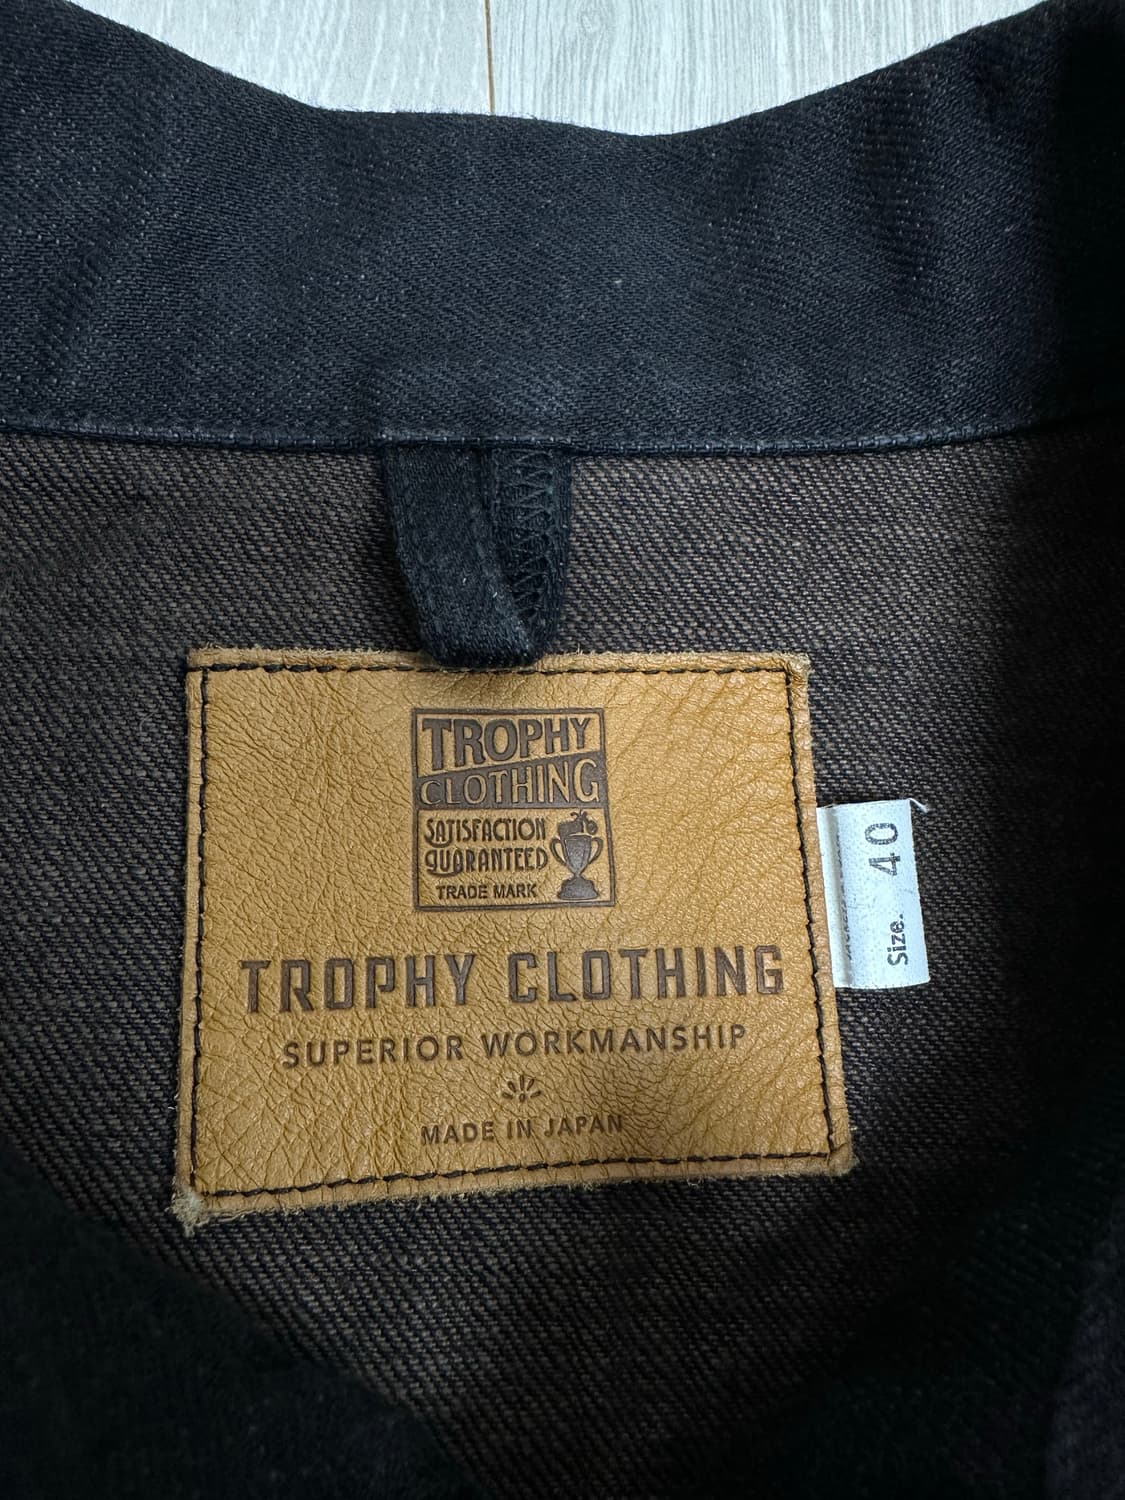 TROPHY
CLOTHING
SATISFACTION
GUARANTEED
TRADE MARK
TROPHY CLOTHING
SUPERIOR WORKMANSHIP
MADE IN JAPAN
Size. 40